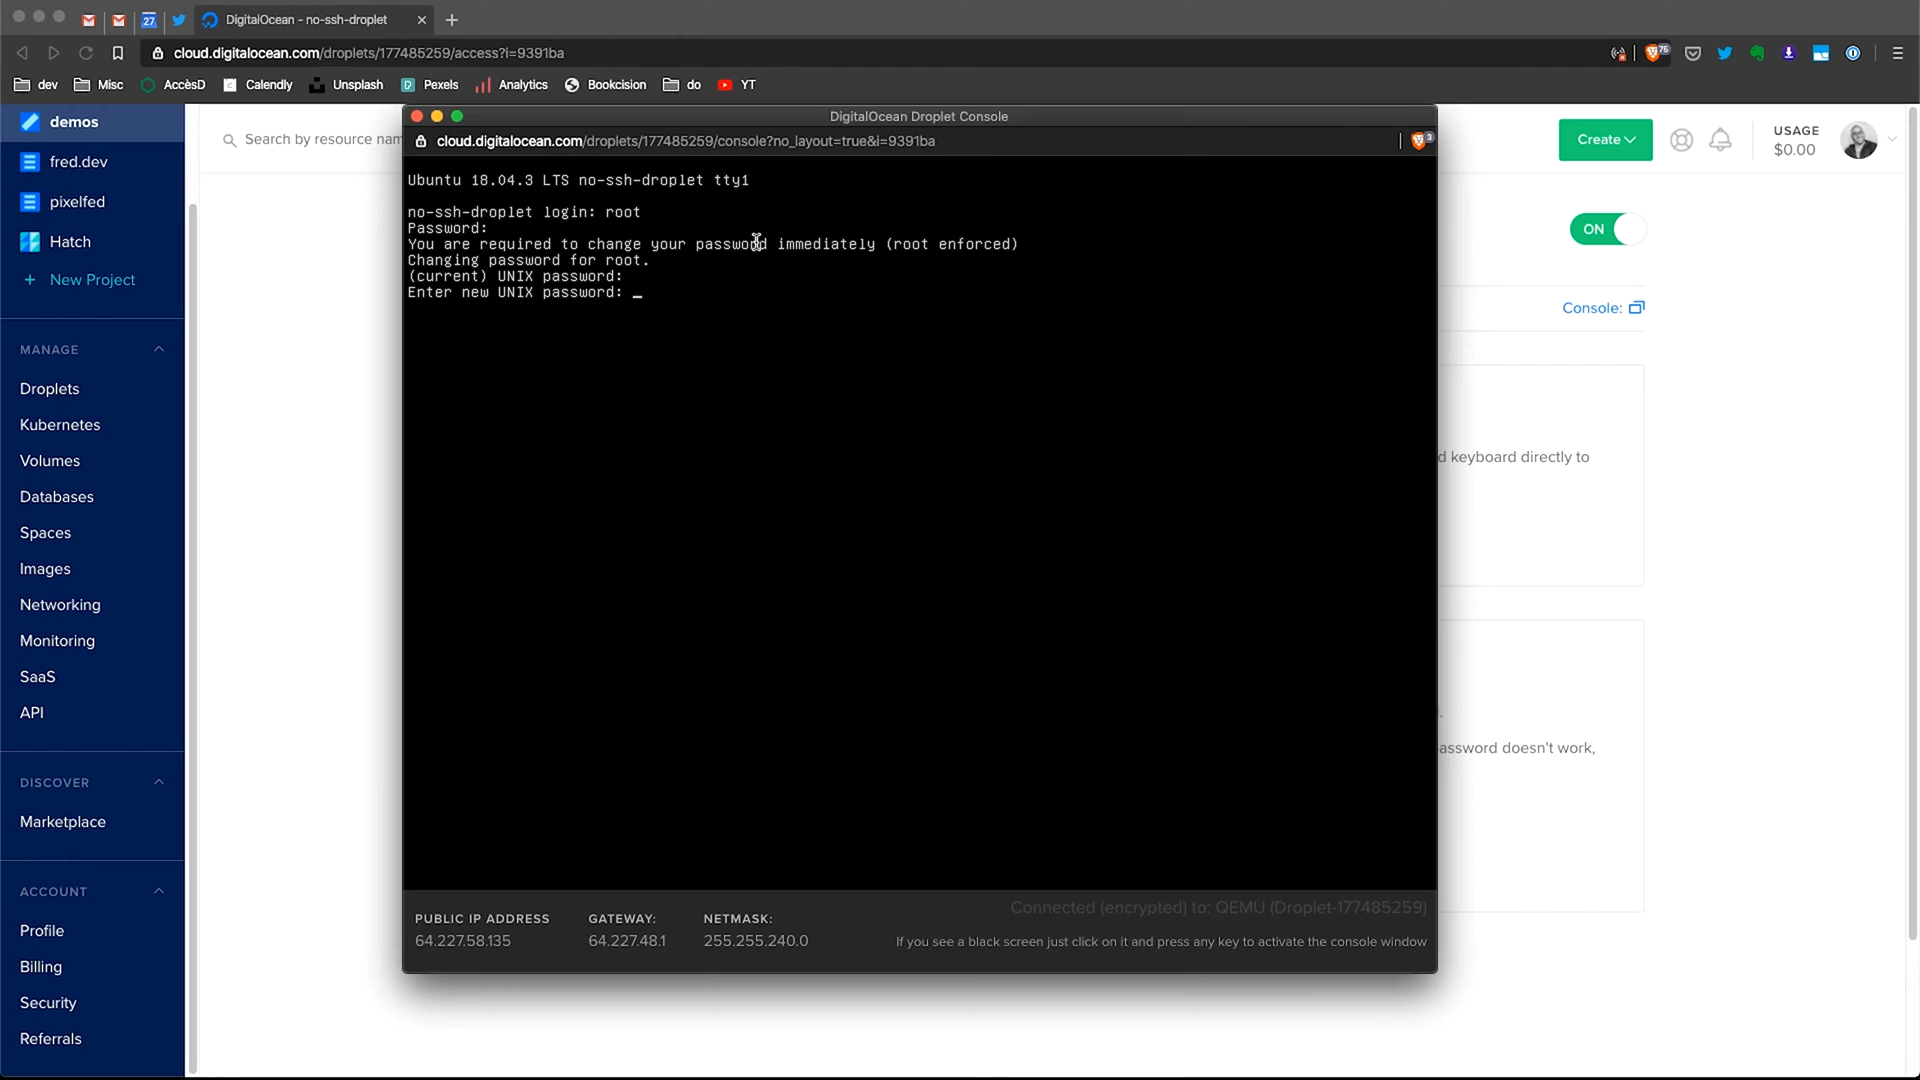 27
DigitalOcean - no-ssh-droplet
cloud.digitalocean.com/droplets/177485259/access?i=9391ba
75
dev
Misc
AccèsD
Calendly
Unsplash
Pexels
Analytics
Bookcision
do
YT
demos
fred.dev
pixelfed
Hatch
+ New Project
MANAGE
Droplets
Kubernetes
Volumes
Databases
Spaces
Images
Networking
Monitoring
SaaS
API
DISCOVER
Marketplace
ACCOUNT
Profile
Billing
Security
Referrals
Search by resource nam
Create
USAGE
$0.00
ON
Console:
d keyboard directly to
assword doesn't work,
DigitalOcean Droplet Console
cloud.digitalocean.com/droplets/177485259/console?no_layout=true&i=9391ba
3
Ubuntu 18.04.3 LTS no-ssh-droplet tty1
no-ssh-droplet login: root
Password:
You are required to change your password immediately (root enforced)
Changing password for root.
(current) UNIX password:
Enter new UNIX password: _
Connected (encrypted) to: QEMU (Droplet-177485259)
PUBLIC IP ADDRESS
64.227.58.135
GATEWAY:
64.227.48.1
NETMASK:
255.255.240.0
If you see a black screen just click on it and press any key to activate the console window